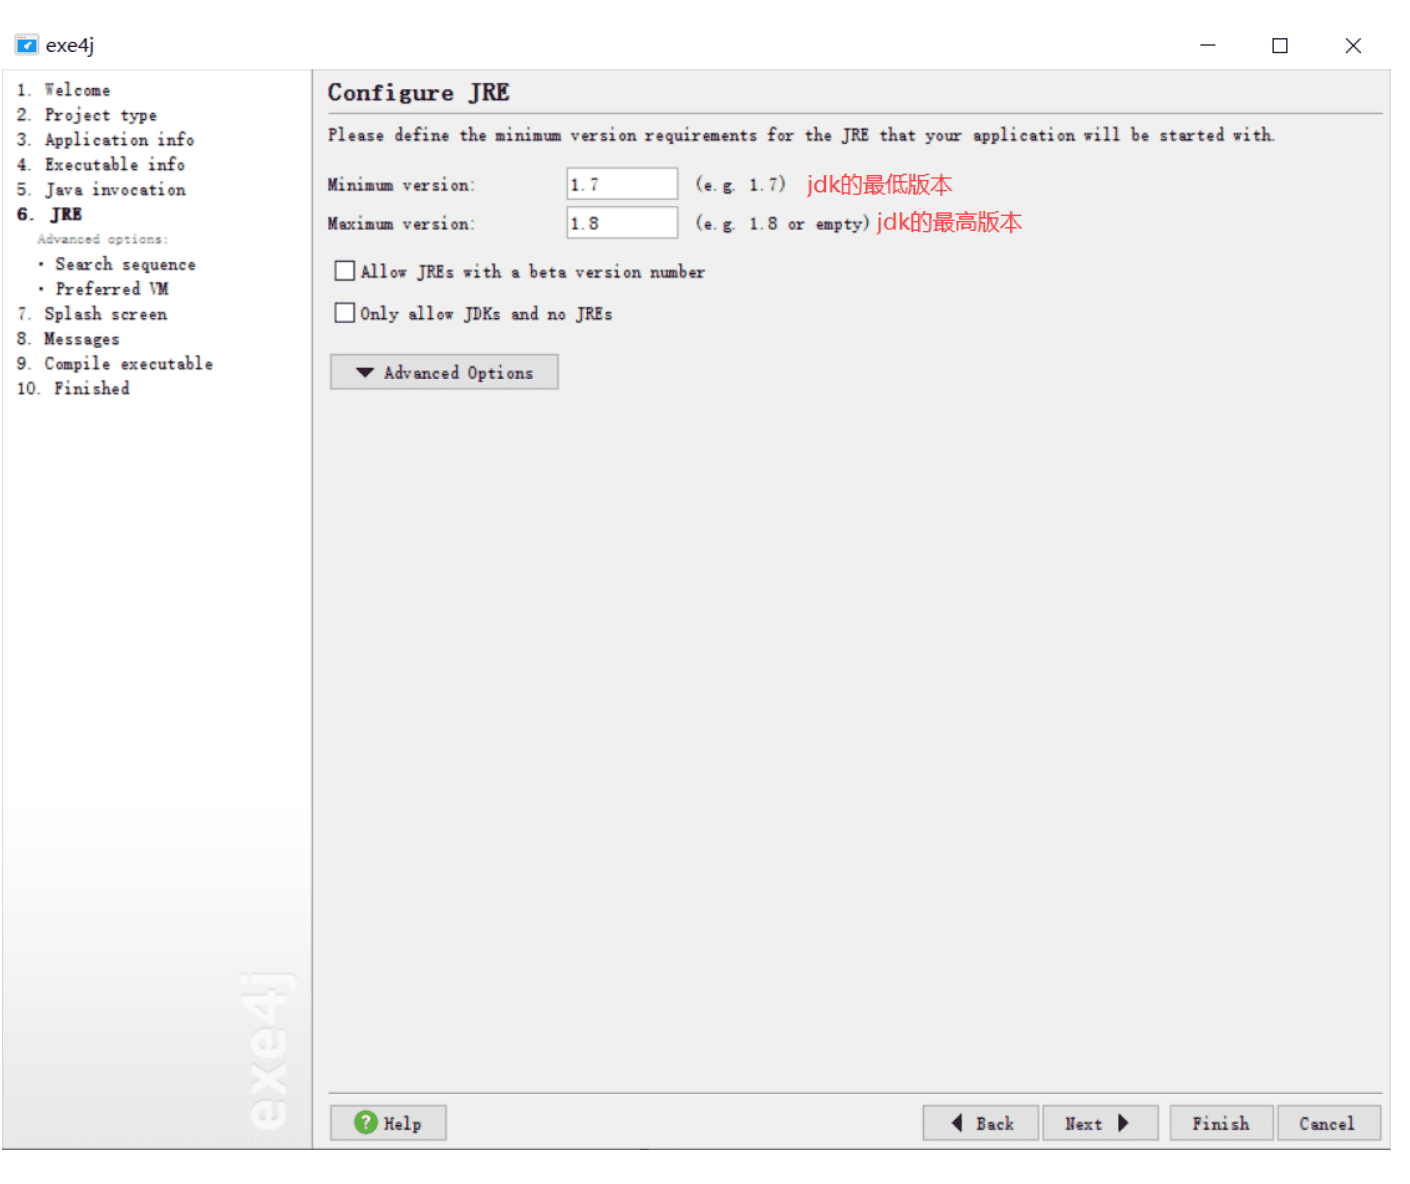 exe4j
1. Welcome
2. Project type
3. Application info
4. Executable info
5. Java invocation
6. JRE
Advanced options:
• Search sequence
• Preferred VM
7. Splash screen
8. Messages
9. Compile executable
10. Finished
exe4j
Configure JRE
Please define the minimum version requirements for the JRE that your application will be started with.
Minimum version: 1.7 (e.g. 1.7) jdk的最低版本
Maximum version: 1.8 (e.g. 1.8 or empty) jdk的最高版本
Allow JREs with a beta version number
Only allow JDKs and no JREs
Advanced Options
? Help Back Next Finish Cancel